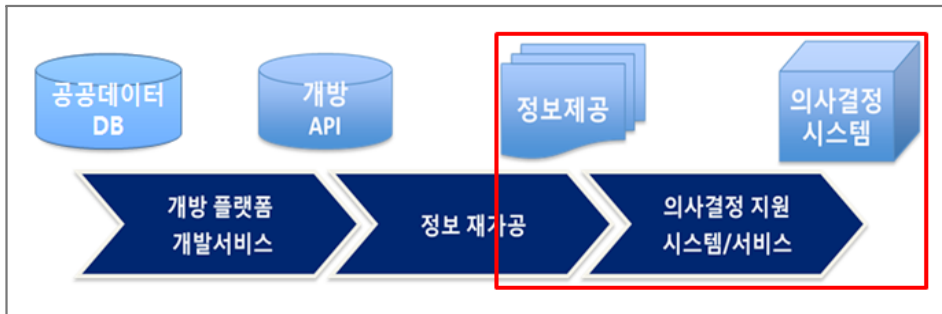 공공데이터
DB
개방
API
정보제공
의사결정
시스템
개방 플랫폼
개발서비스
정보 재가공
의사결정 지원
시스템/서비스